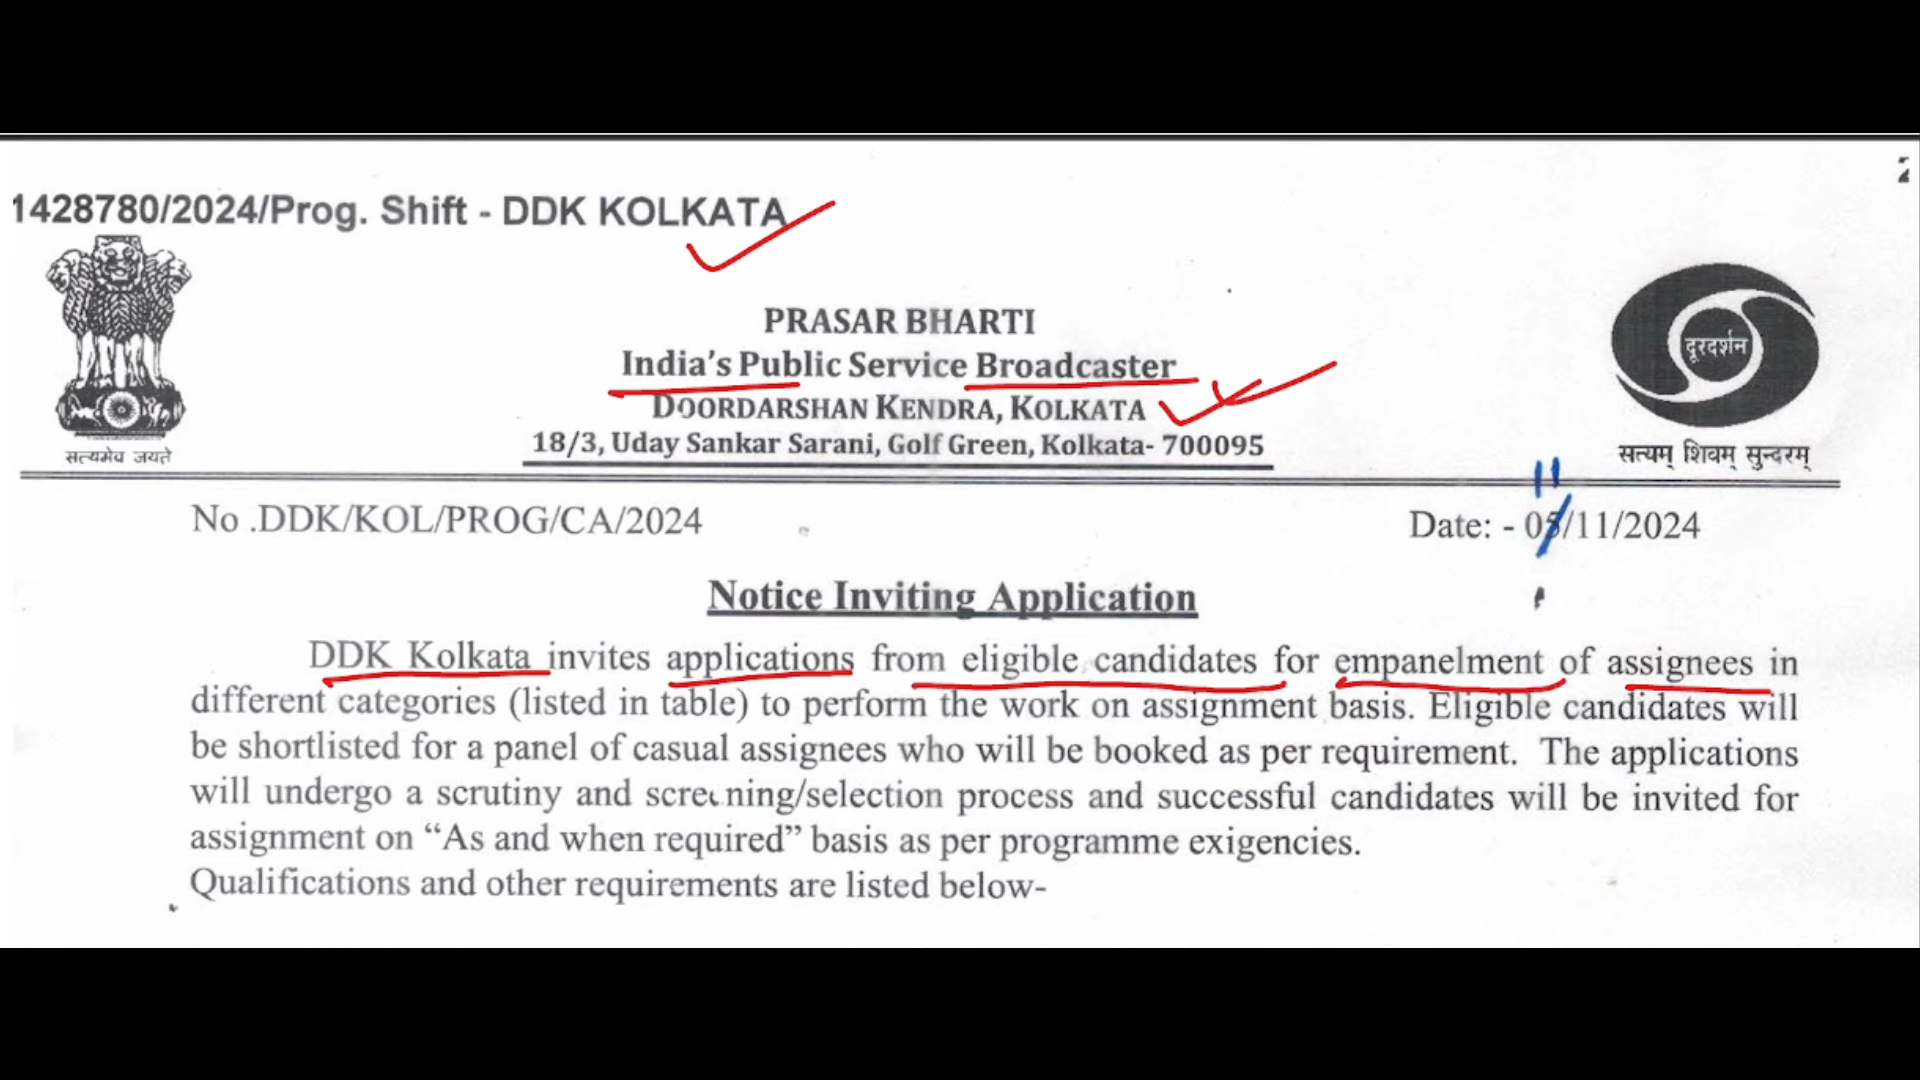 1428780/2024/Prog. Shift - DDK KOLKATA
PRASAR BHARTI
India's Public Service Broadcaster
DOORDARSHAN KENDRA, KOLKATA
18/3, Uday Sankar Sarani, Golf Green, Kolkata- 700095
सत्यमेव जयते
दूरदर्शन
सत्यम् शिवम् सुन्दरम्
11
No .DDK/KOL/PROG/CA/2024
Date: - 05/11/2024
Notice Inviting Application
DDK Kolkata invites applications from eligible candidates for empanelment of assignees in
different categories (listed in table) to perform the work on assignment basis. Eligible candidates will
be shortlisted for a panel of casual assignees who will be booked as per requirement. The applications
will undergo a scrutiny and screening/selection process and successful candidates will be invited for
assignment on “As and when required” basis as per programme exigencies.
Qualifications and other requirements are listed below-